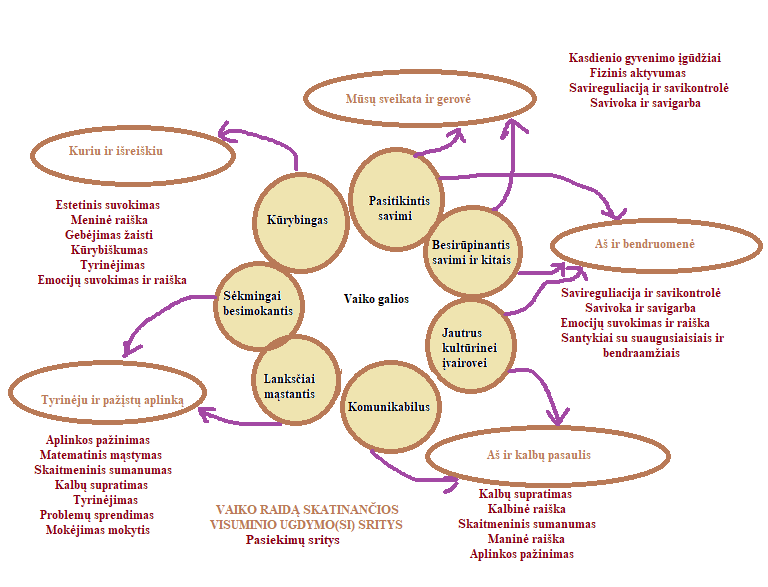 Kasdienio gyvenimo įgūdžiai
Fizinis aktyvumas
Savireguliaciją ir savikontrolė
Savivoka ir savigarba
Mūsų sveikata ir gerovė
Kuriu ir išreiškiu
Estetinis suvokimas
Meninė raiška
Gebėjimas žaisti
Kūrybiškumas
Tyrinėjimas
Emocijų suvokimas ir raiška
Kūrybingas
Pasitikintis
savimi
Besirūpinantis
savimi ir kitais
Aš ir bendruomenė
Savireguliacija ir savikontrolė
Savivoka ir savigarba
Emocijų suvokimas ir raiška
Santykiai su suaugusiaisiais ir
bendraamžiais
Sėkmingai
besimokantis
Vaiko galios
Jautrus
kultūrinei
įvairovei
Lanksčiai
mąstantis
Komunikabilus
Tyrinėju ir pažįstu aplinką
Aplinkos pažinimas
Matematinis mąstymas
Skaitmeninis sumanumas
Kalbų supratimas
Tyrinėjimas
Problemų sprendimas
Mokėjimas mokytis
Aš ir kalbų pasaulis
Kalbų supratimas
Kalbinė raiška
Skaitmeninis sumanumas
Maninė raiška
Aplinkos pažinimas
VAIKO RAIDĄ SKATINANČIOS
VISUMINIO UGDYMO(SI) SRITYS
Pasiekimų sritys